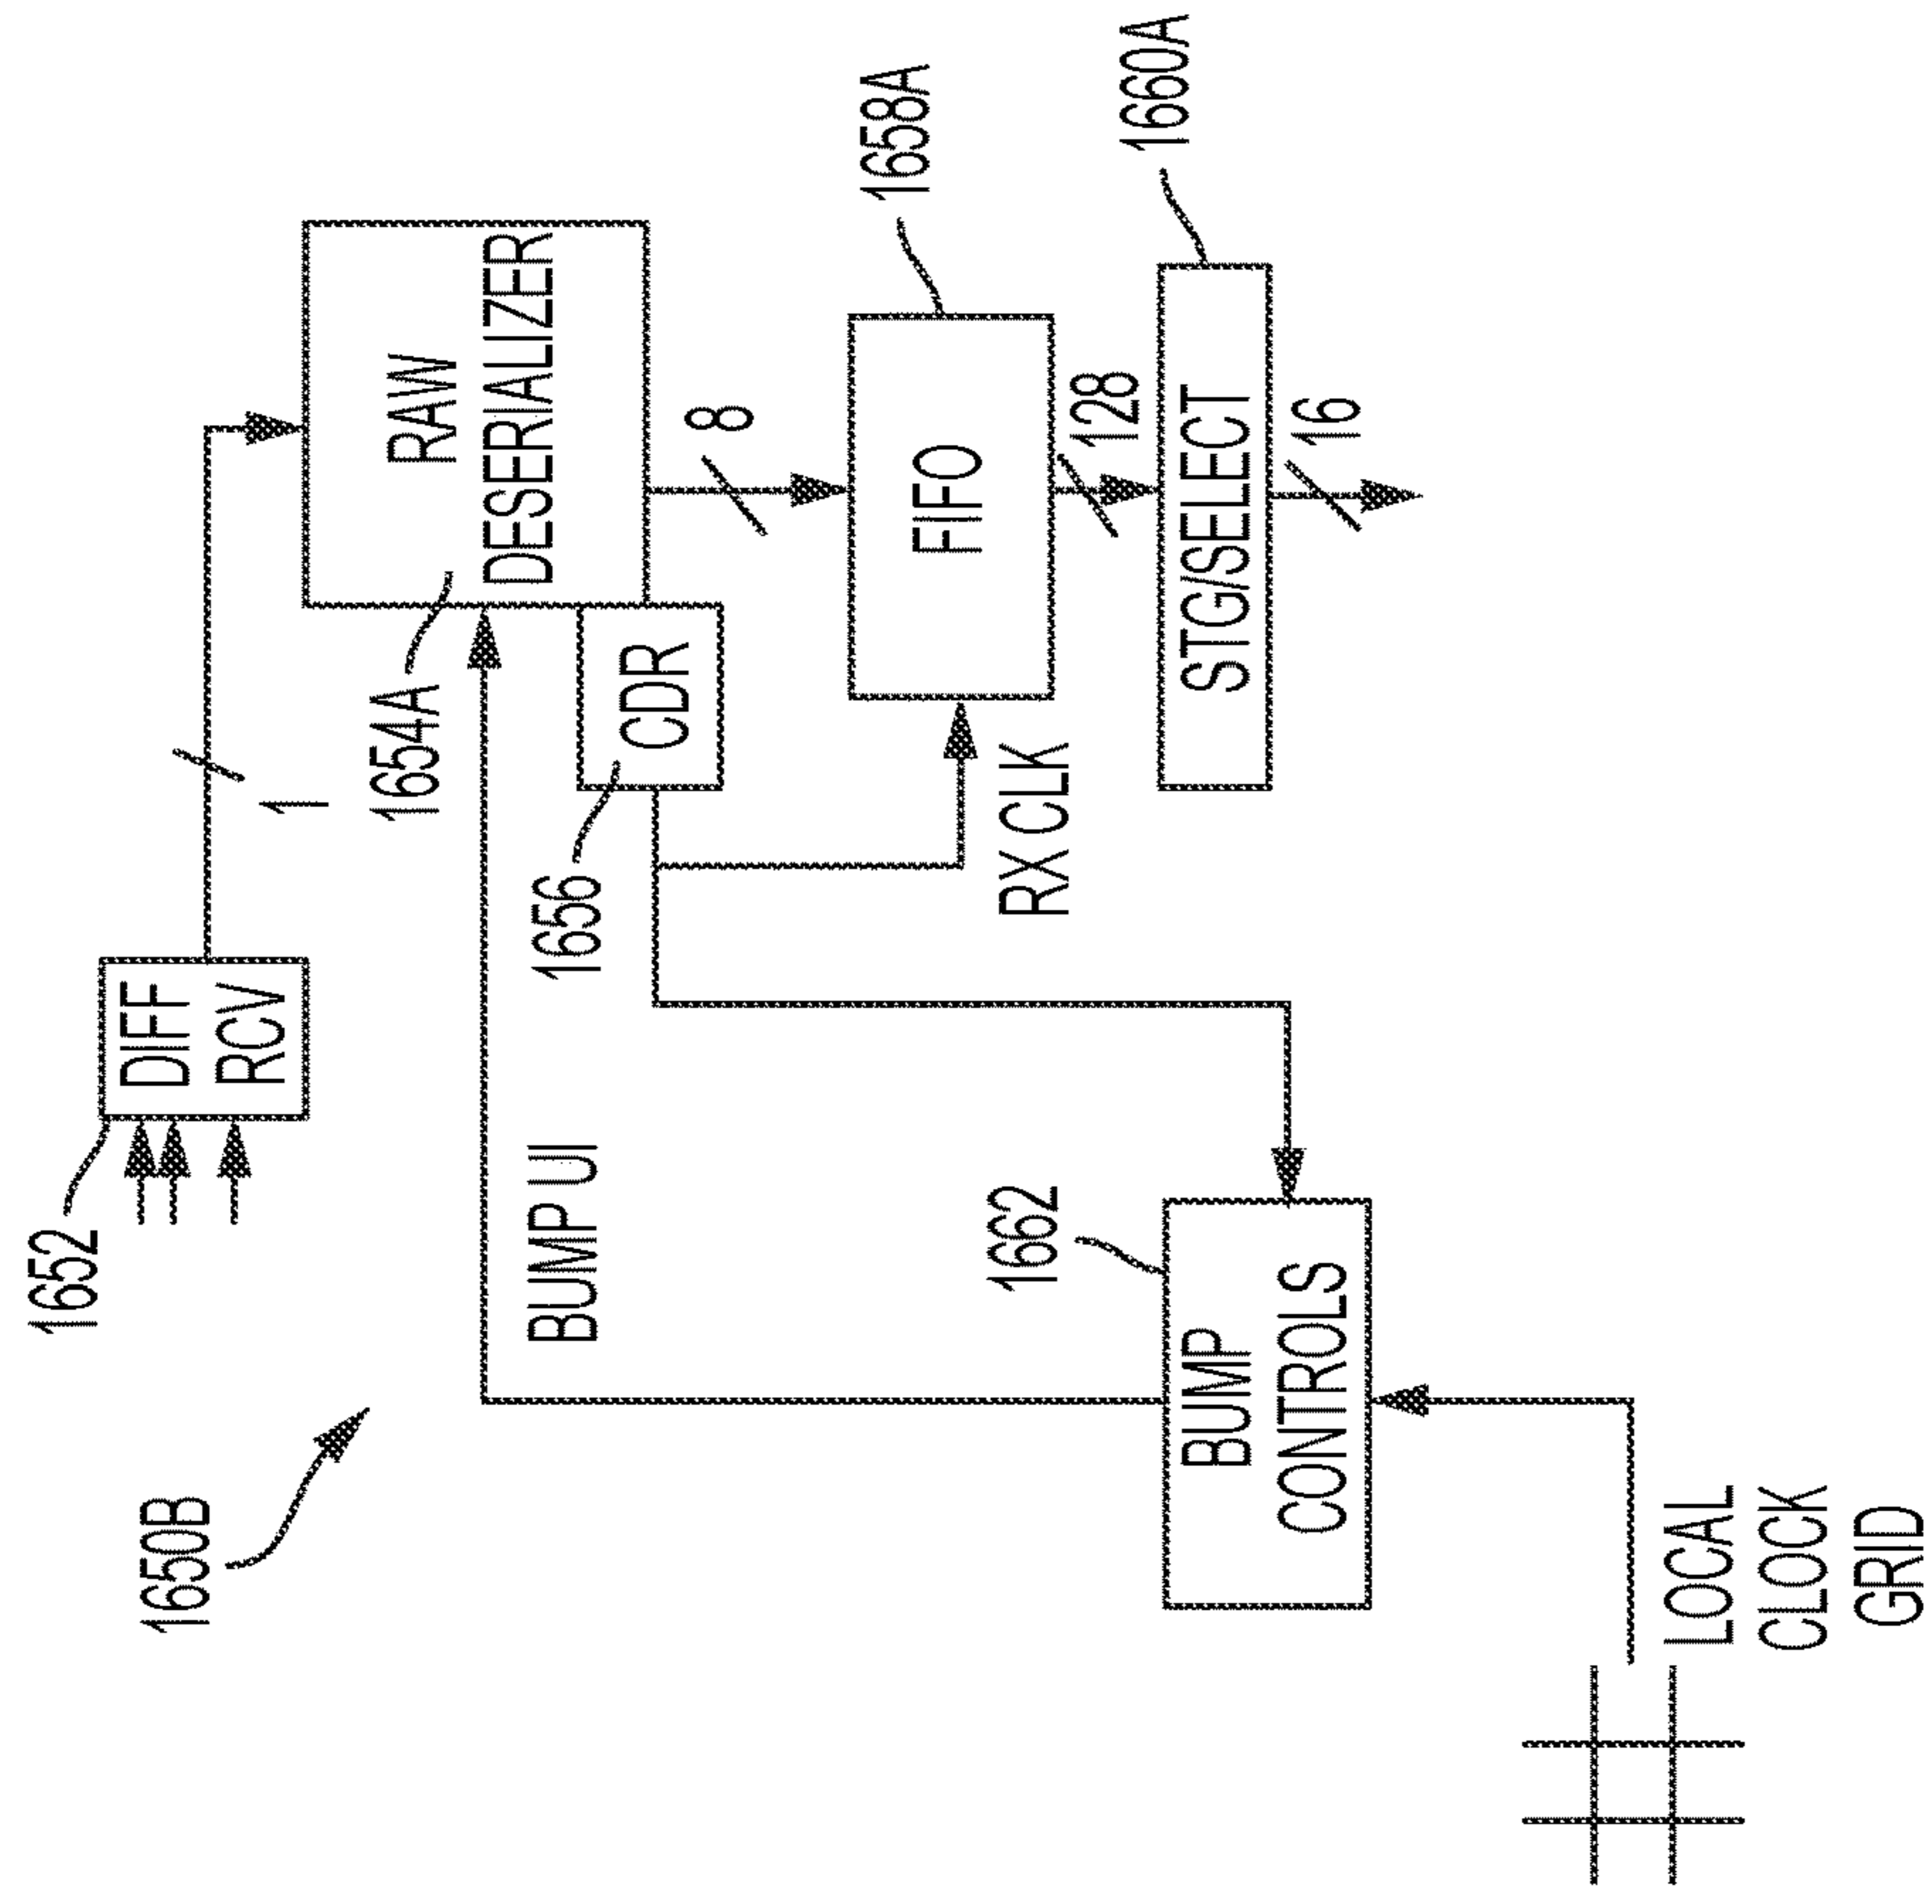 1650B
1652
DIFF
RCV
1
1654A
RAW
DESERIALIZER
BUMP UI
1656
CDR
8
1658A
FIFO
RX CLK
128
1660A
STG/SELECT
16
1662
BUMP
CONTROLS
LOCAL
CLOCK
GRID